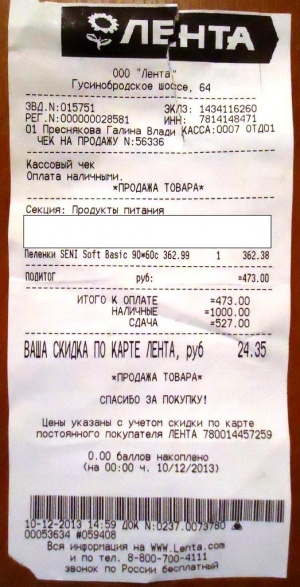 ЛЕНТА
ООО "Лента"
Гусинобродское шоссе, 64
ЗВД.N:015751 ЭКЛЗ: 1434116260
РЕГ.N:000000028581 ИНН: 7814148471
01 Преснякова Галина Влади КАССА:0007 ОТД01
ЧЕК НА ПРОДАЖУ N:56336
Кассовый чек
Оплата наличными.
*ПРОДАЖА ТОВАРА*
Секция: Продукты питания
Пеленки SENI Soft Basic 90*60с 362.99 1 362.38
ПОДИТОГ руб: =473.00
ИТОГО К ОПЛАТЕ =473.00
НАЛИЧНЫЕ =1000.00
СДАЧА =527.00
ВАША СКИДКА ПО КАРТЕ ЛЕНТА, руб 24.35
*ПРОДАЖА ТОВАРА*
СПАСИБО ЗА ПОКУПКУ!
Цены указаны с учетом скидки по карте
постоянного покупателя ЛЕНТА 780014457259
0.00 баллов накоплено
(на 00:00 ч. 10/12/2013)
10-12-2013 14:59 ДОК N:0237.0073780
00053634 #059408
Вся информация на WWW.Lenta.com
и по тел. 8-800-700-4111
звонок по России бесплатный